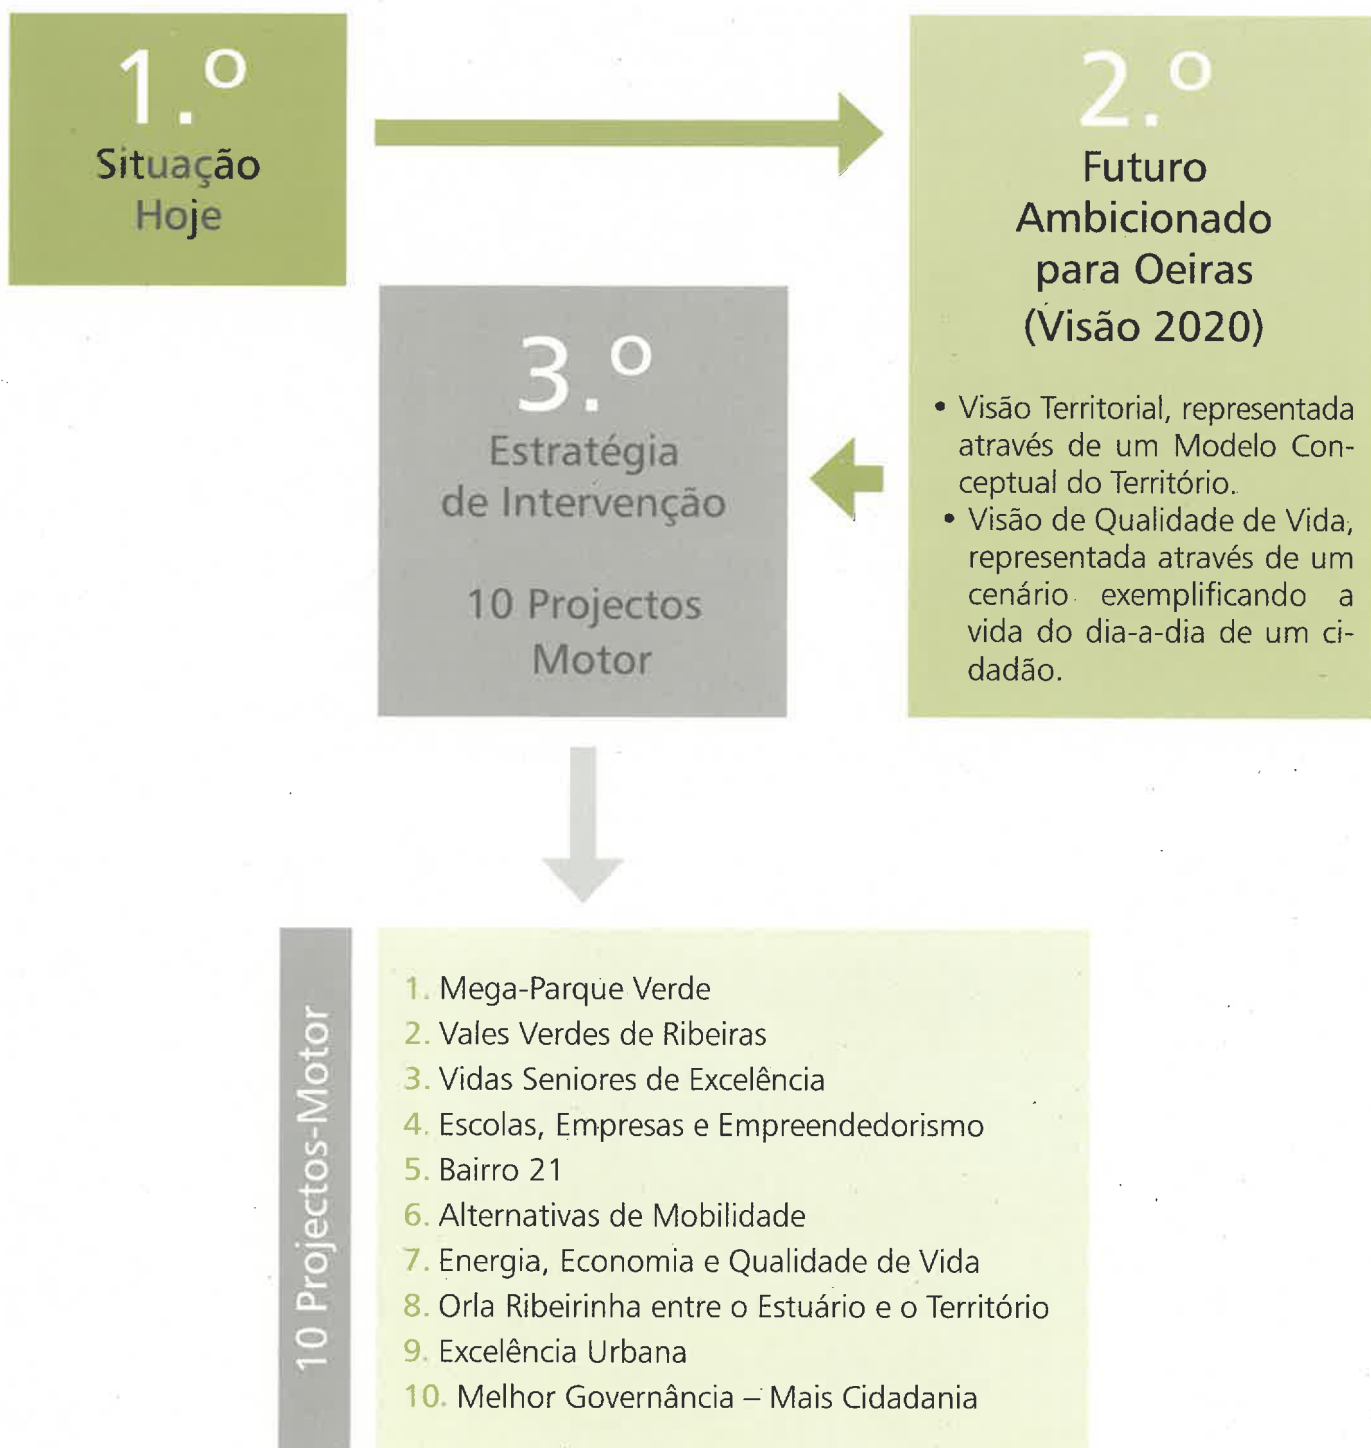 1.º
Situação
Hoje
2.º
Futuro
Ambicionado
para Oeiras
(Visão 2020)
• Visão Territorial, representada
através de um Modelo Con-
ceptual do Território.
• Visão de Qualidade de Vida,
representada através de um
cenário exemplificando a
vida do dia-a-dia de um ci-
dadão.
3.º
Estratégia
de Intervenção
10 Projectos
Motor
10 Projectos-Motor
1. Mega-Parque Verde
2. Vales Verdes de Ribeiras
3. Vidas Seniores de Excelência
4. Escolas, Empresas e Empreendedorismo
5. Bairro 21
6. Alternativas de Mobilidade
7. Energia, Economia e Qualidade de Vida
8. Orla Ribeirinha entre o Estuário e o Território
9. Excelência Urbana
10. Melhor Governância – Mais Cidadania